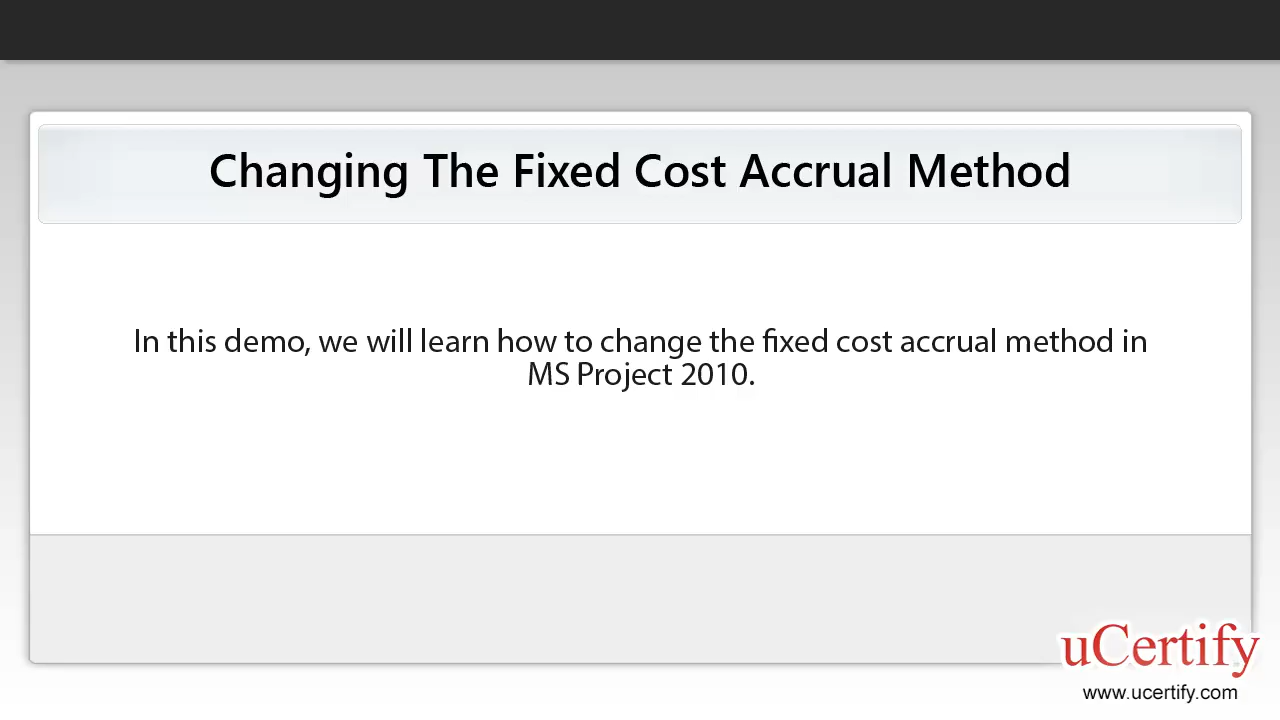 Changing The Fixed Cost Accrual Method
In this demo, we will learn how to change the fixed cost accrual method in
MS Project 2010.
uCertify
www.ucertify.com